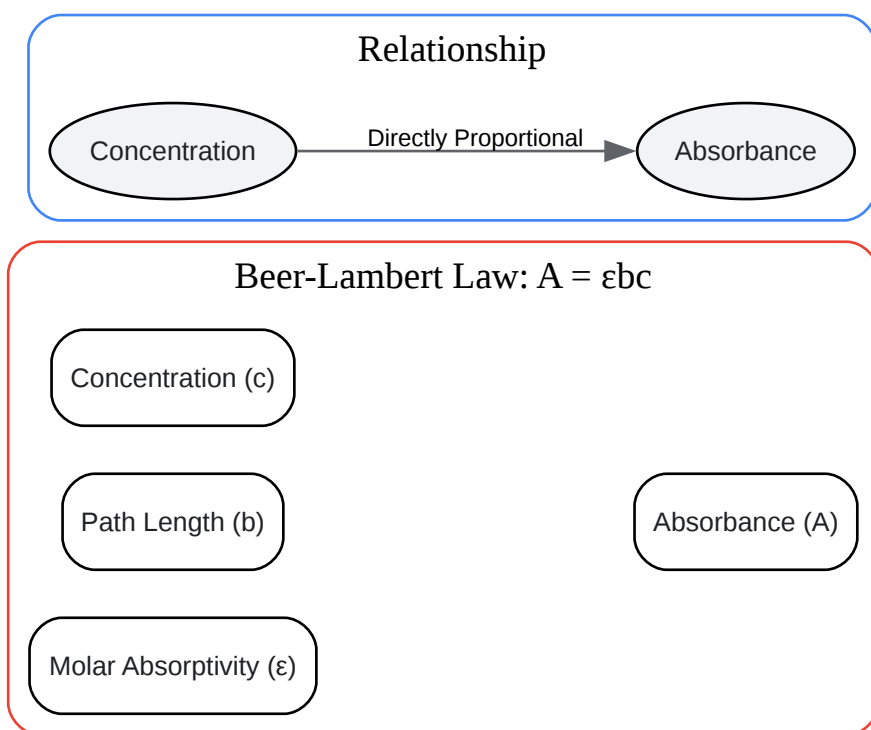 Relationship
Concentration
Directly Proportional
Absorbance
Beer-Lambert Law: A = εbc
Concentration (c)
Path Length (b)
Absorbance (A)
Molar Absorptivity (ε)